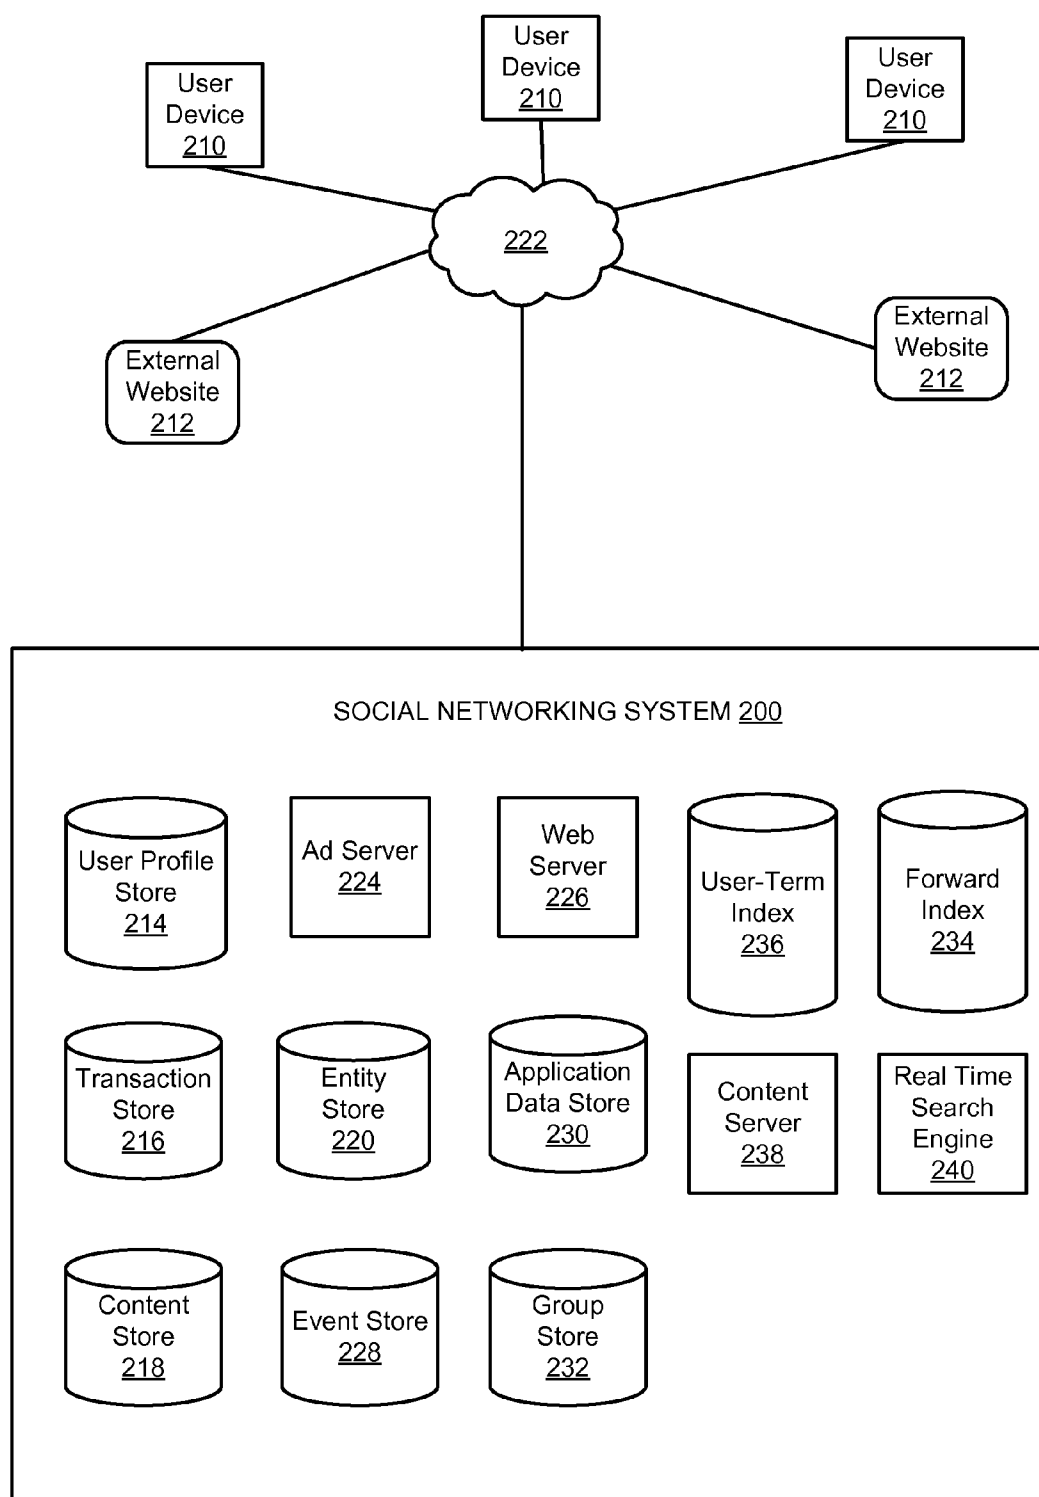 User
Device
210
User
Device
210
User
Device
210
222
External
Website
212
External
Website
212
SOCIAL NETWORKING SYSTEM 200
User Profile
Store
214
Ad Server
224
Web
Server
226
User-Term
Index
236
Forward
Index
234
Transaction
Store
216
Entity
Store
220
Application
Data Store
230
Content
Server
238
Real Time
Search
Engine
240
Content
Store
218
Event Store
228
Group
Store
232